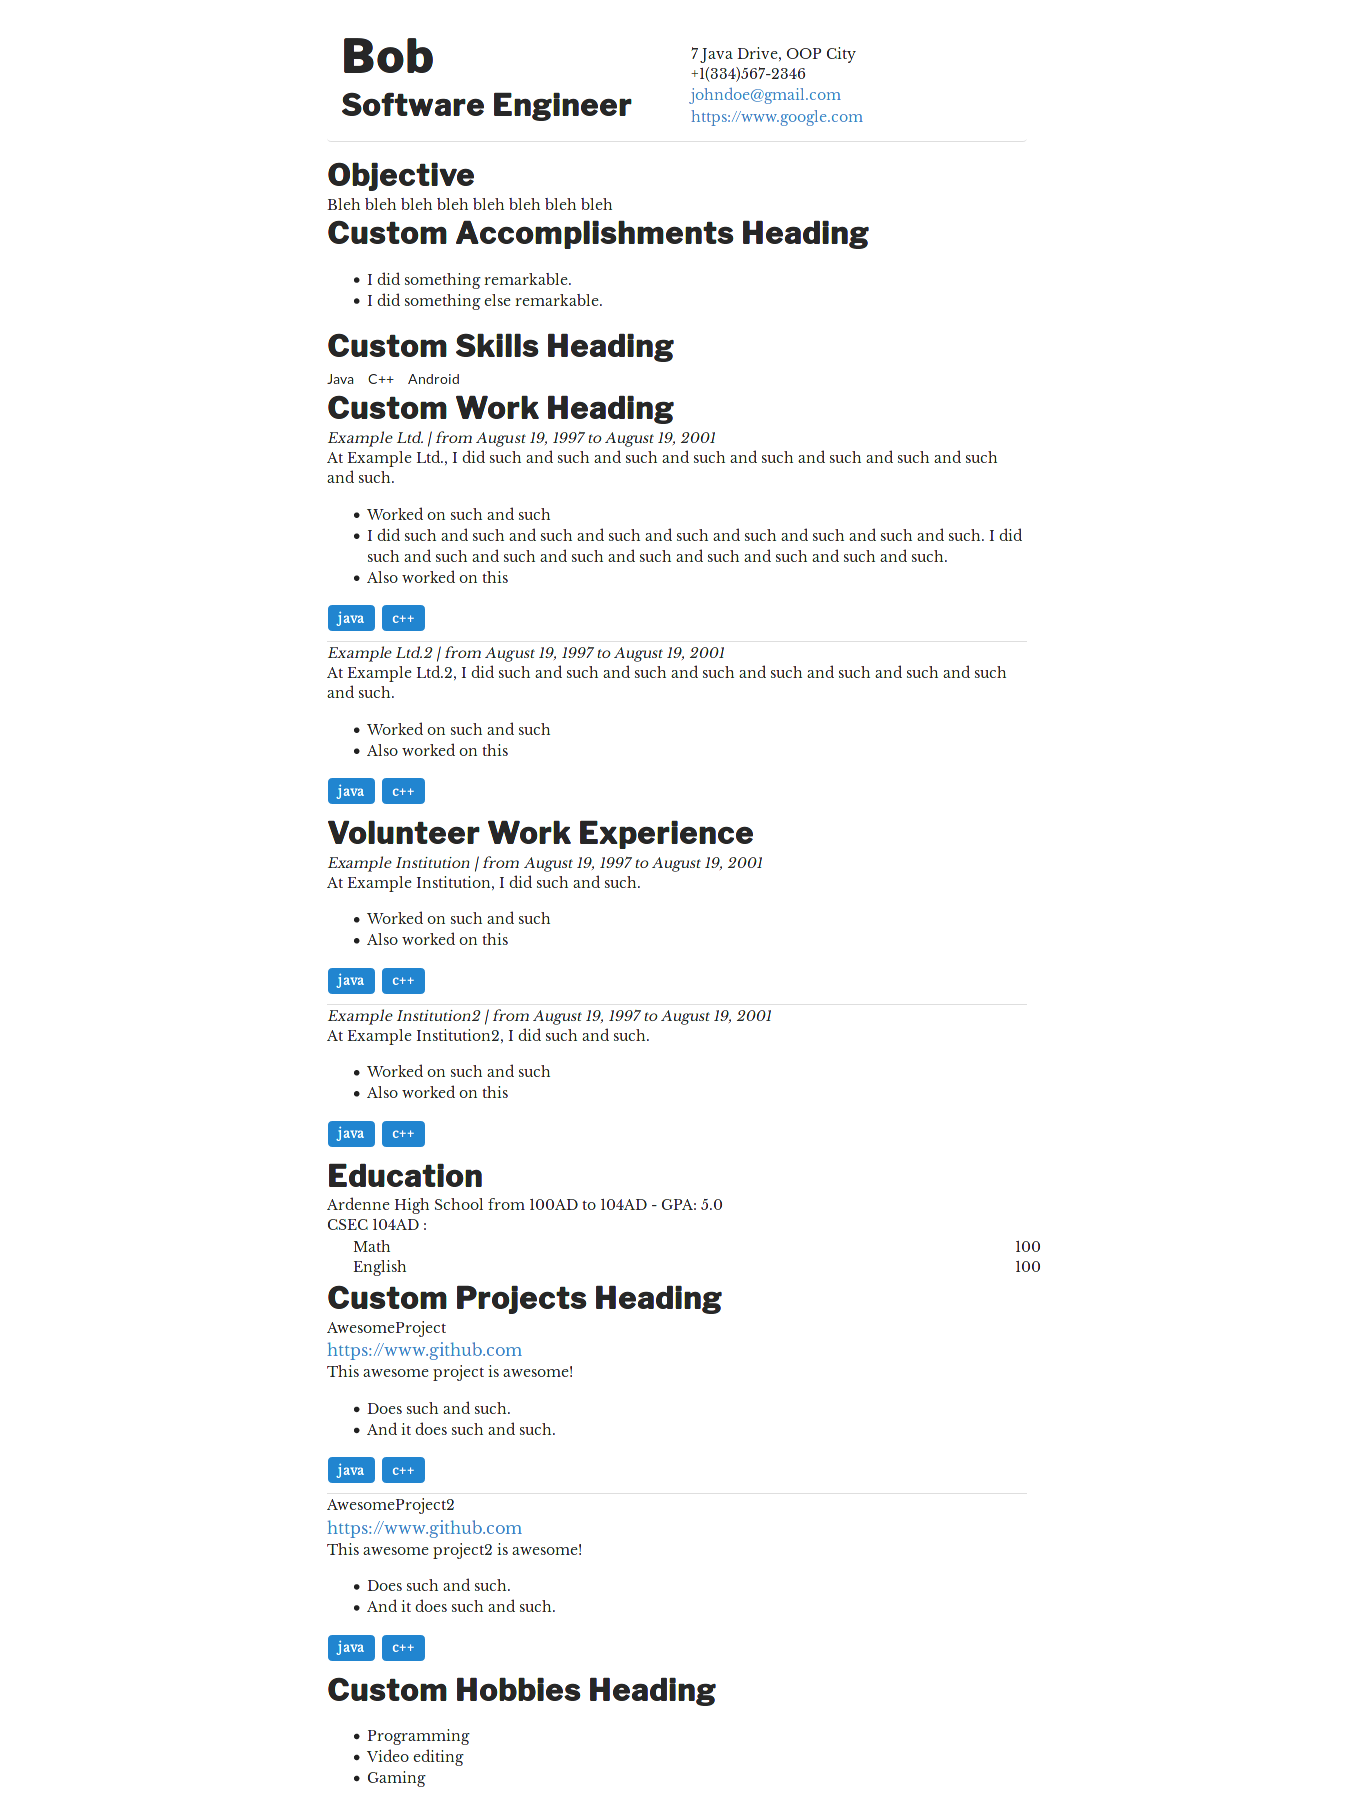 Bob
Software Engineer
7 Java Drive, OOP City
+1(334)567-2346
johndoe@gmail.com
https://www.google.com
Objective
Bleh bleh bleh bleh bleh bleh bleh bleh
Custom Accomplishments Heading
• I did something remarkable.
• I did something else remarkable.
Custom Skills Heading
Java C++ Android
Custom Work Heading
Example Ltd. | from August 19, 1997 to August 19, 2001
At Example Ltd., I did such and such and such and such and such and such and such and such
and such.
• Worked on such and such
• I did such and such and such and such and such and such and such and such and such. I did
such and such and such and such and such and such and such and such and such.
• Also worked on this
java c++
Example Ltd.2 | from August 19, 1997 to August 19, 2001
At Example Ltd.2, I did such and such and such and such and such and such and such and such
and such.
• Worked on such and such
• Also worked on this
java c++
Volunteer Work Experience
Example Institution | from August 19, 1997 to August 19, 2001
At Example Institution, I did such and such.
• Worked on such and such
• Also worked on this
java c++
Example Institution2 | from August 19, 1997 to August 19, 2001
At Example Institution2, I did such and such.
• Worked on such and such
• Also worked on this
java c++
Education
Ardenne High School from 100AD to 104AD - GPA: 5.0
CSEC 104AD :
Math 100
English 100
Custom Projects Heading
AwesomeProject
https://www.github.com
This awesome project is awesome!
• Does such and such.
• And it does such and such.
java c++
AwesomeProject2
https://www.github.com
This awesome project2 is awesome!
• Does such and such.
• And it does such and such.
java c++
Custom Hobbies Heading
• Programming
• Video editing
• Gaming